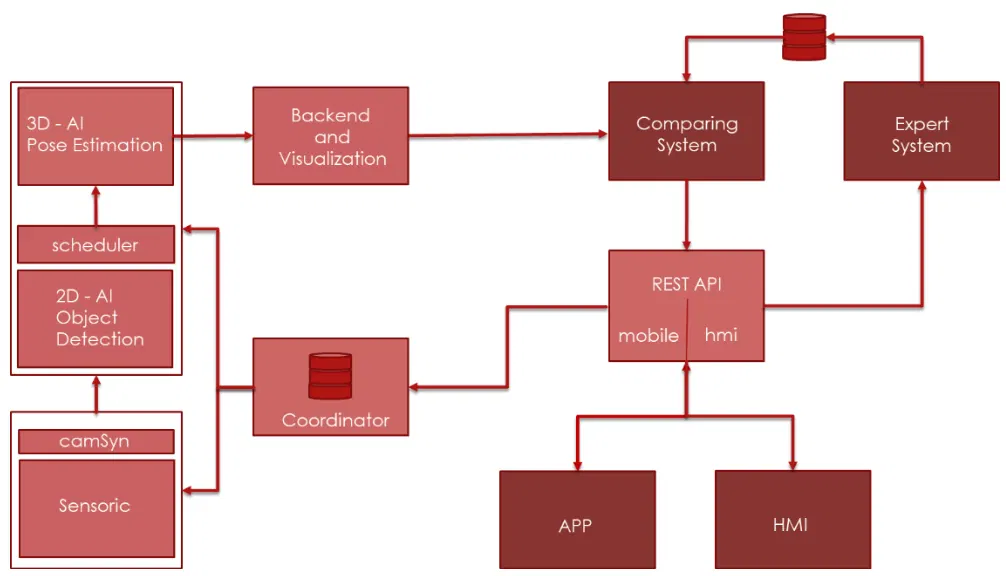 3D - AI
Pose Estimation
Backend
and
Visualization
Comparing
System
Expert
System
scheduler
2D - AI
Object
Detection
REST API
mobile
hmi
Coordinator
camSyn
Sensoric
APP
HMI